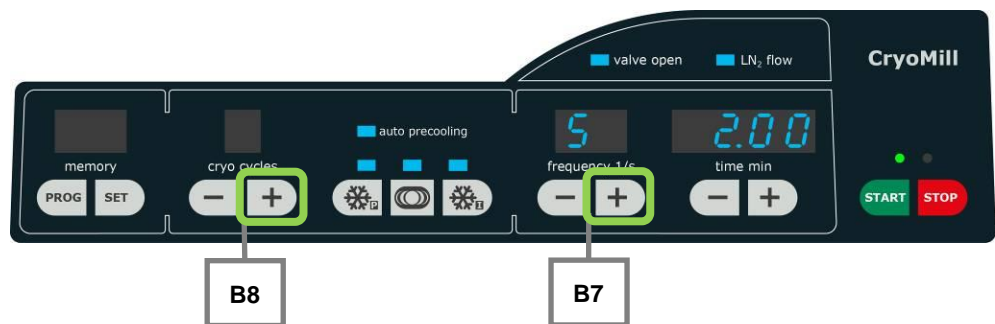 valve open LN₂ flow CryoMill
auto precooling
5 2.00
memory cryo cycles frequency 1/s time min
PROG SET − + P I − + − + START STOP
B8 B7